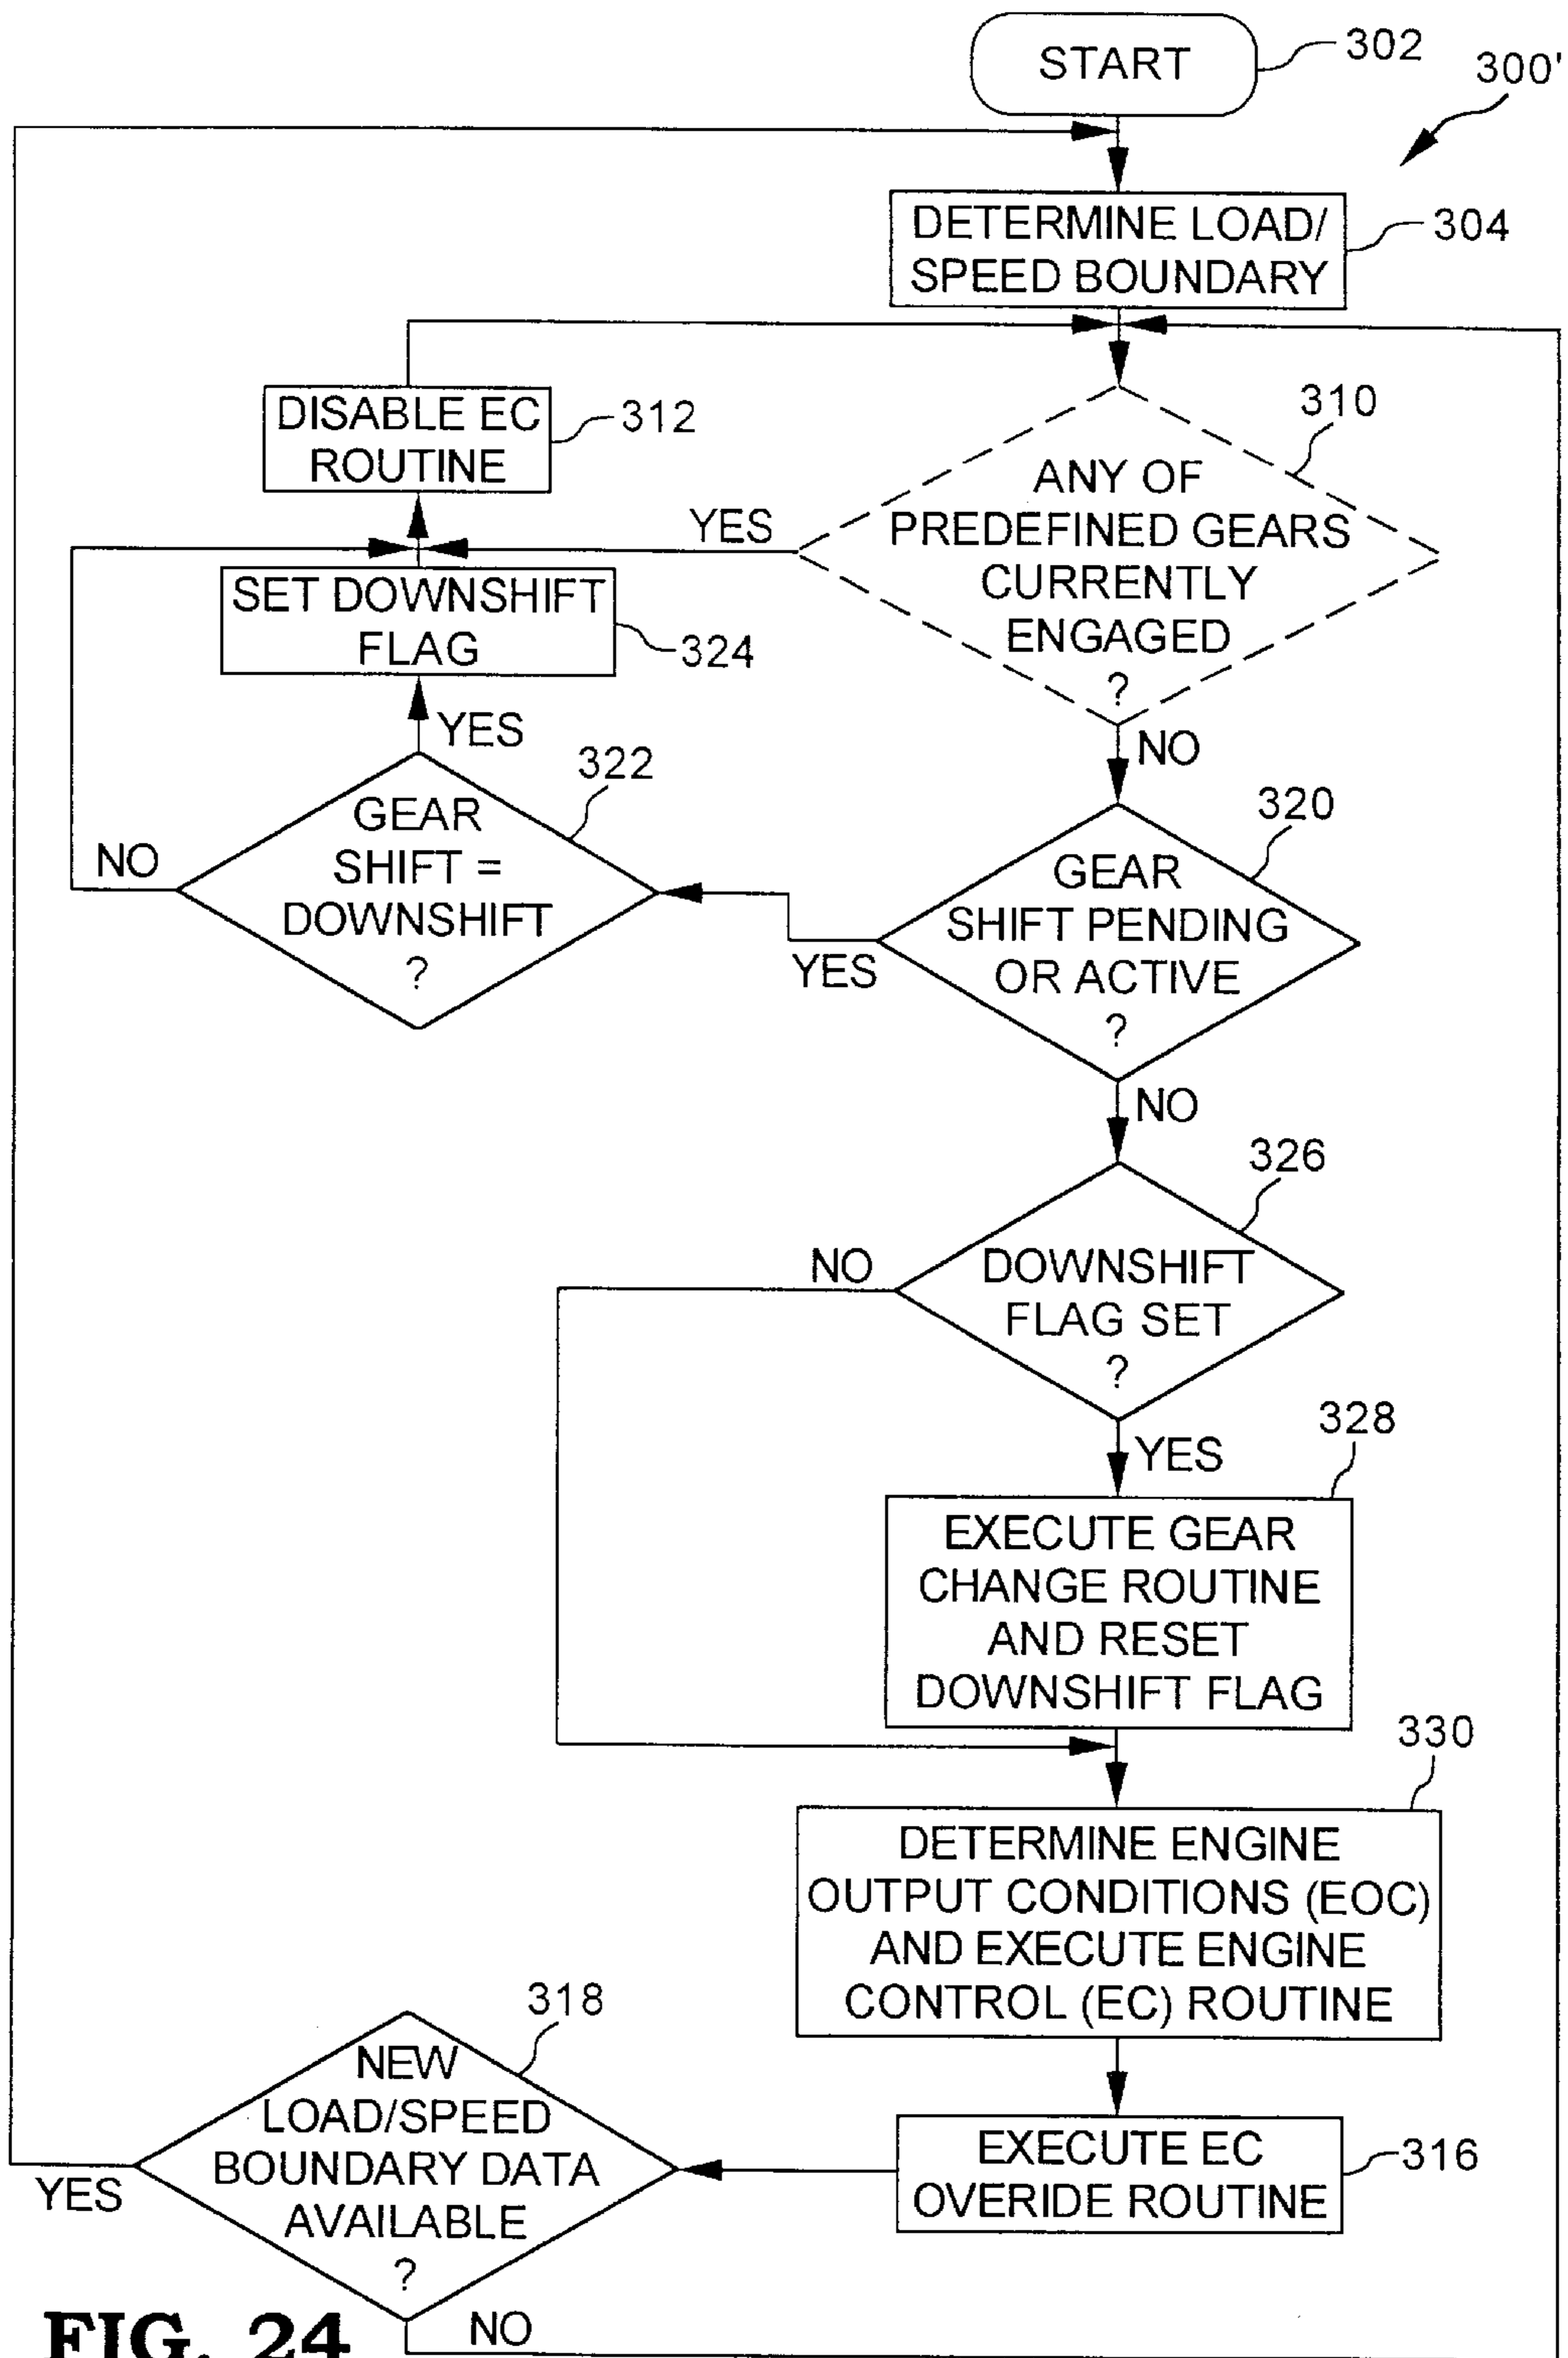 START
302
300'
DETERMINE LOAD/
SPEED BOUNDARY
304
DISABLE EC
ROUTINE
312
310
ANY OF
PREDEFINED GEARS
CURRENTLY
ENGAGED
?
YES
SET DOWNSHIFT
FLAG
324
YES
NO
322
GEAR
SHIFT =
DOWNSHIFT
?
NO
320
GEAR
SHIFT PENDING
OR ACTIVE
?
YES
NO
326
DOWNSHIFT
FLAG SET
?
NO
YES
328
EXECUTE GEAR
CHANGE ROUTINE
AND RESET
DOWNSHIFT FLAG
330
DETERMINE ENGINE
OUTPUT CONDITIONS (EOC)
AND EXECUTE ENGINE
CONTROL (EC) ROUTINE
318
NEW
LOAD/SPEED
BOUNDARY DATA
AVAILABLE
?
EXECUTE EC
OVERIDE ROUTINE
316
YES
NO
FIG. 24